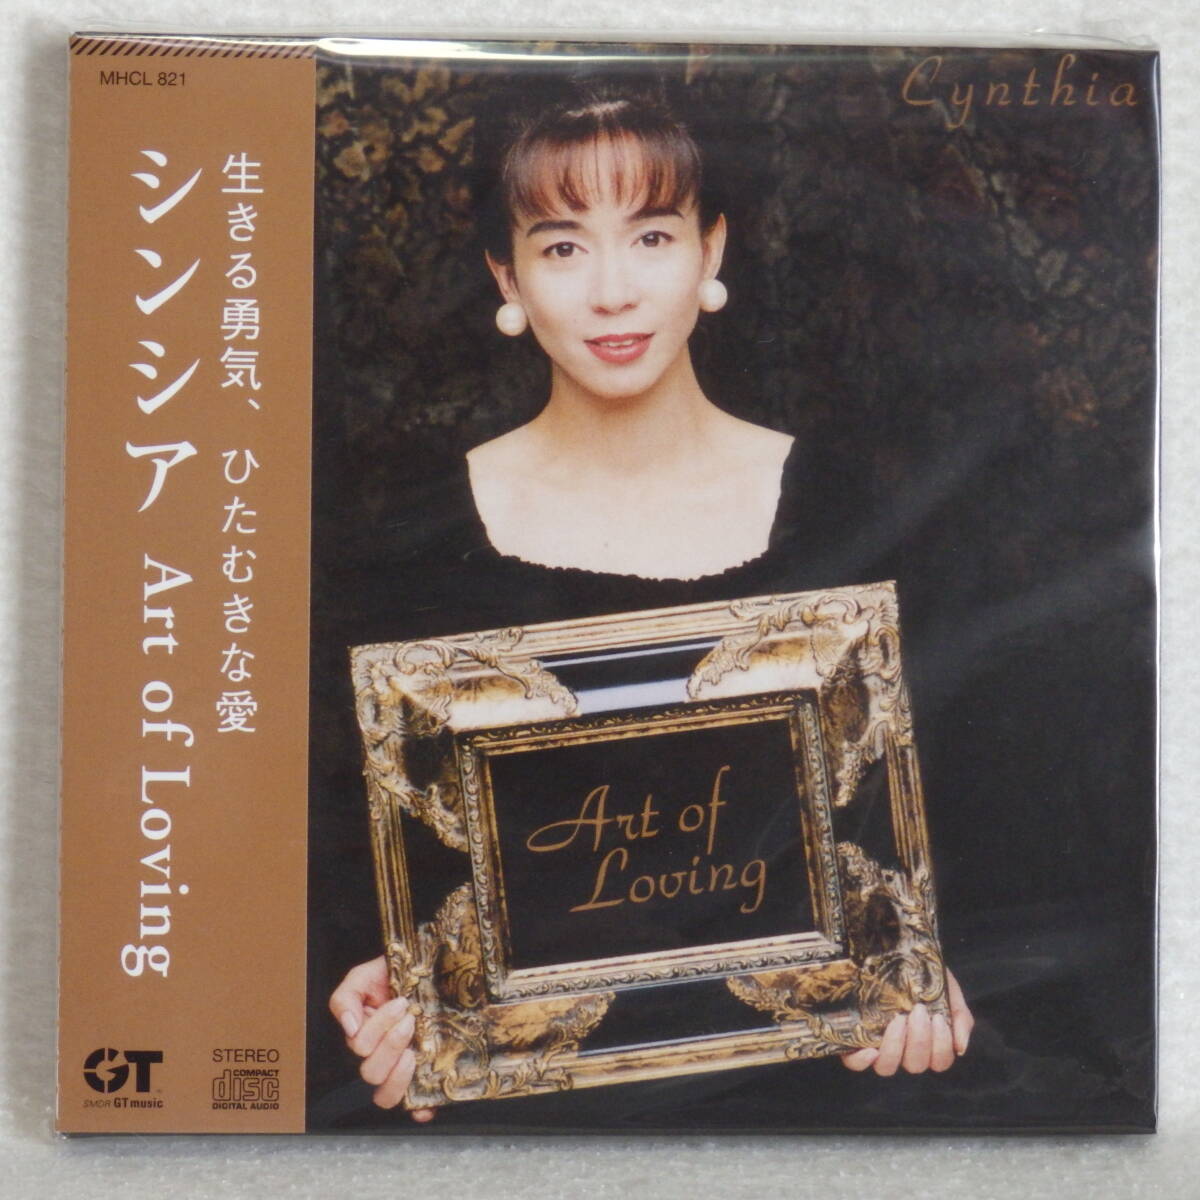 MHCL 821
生きる勇気、ひたむきな愛
シンシア Art of Loving
GT
SMDR GT music
STEREO
COMPACT
disc
DIGITAL AUDIO
Cynthia
Art of
Loving